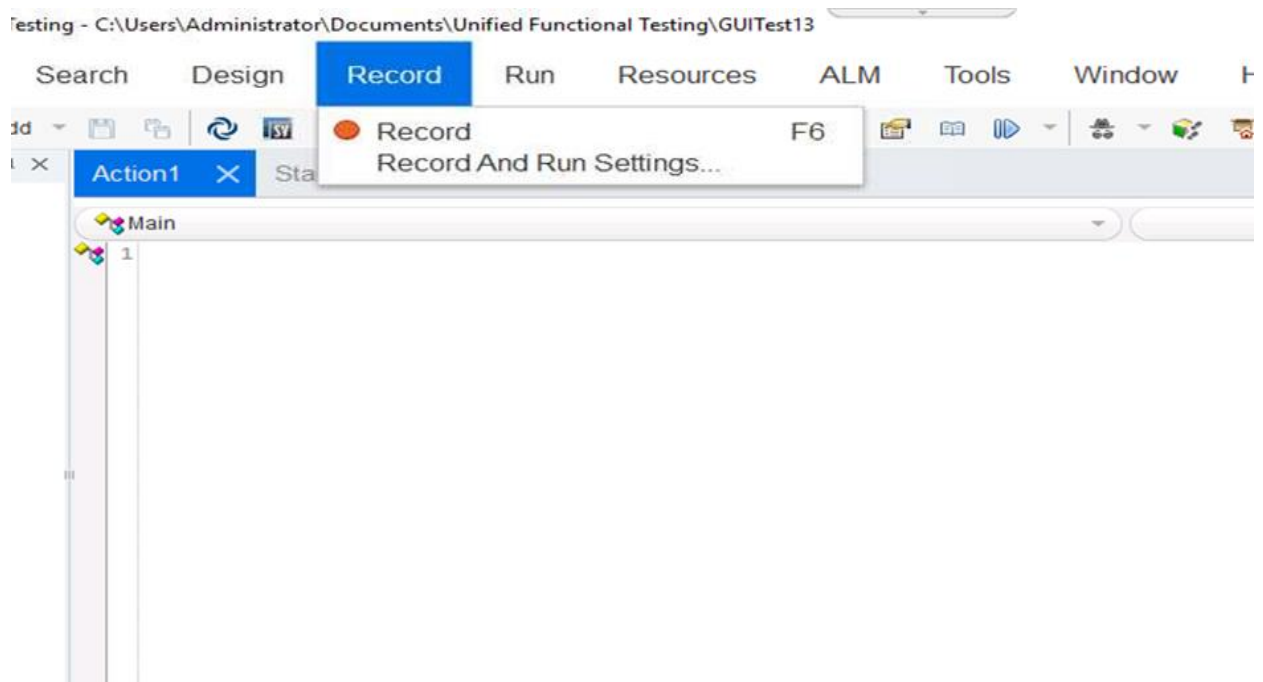 Testing - C:\Users\Administrator\Documents\Unified Functional Testing\GUITest13
Search Design Record Run Resources ALM Tools Window
Record F6
Record And Run Settings...
Action1
Main
1